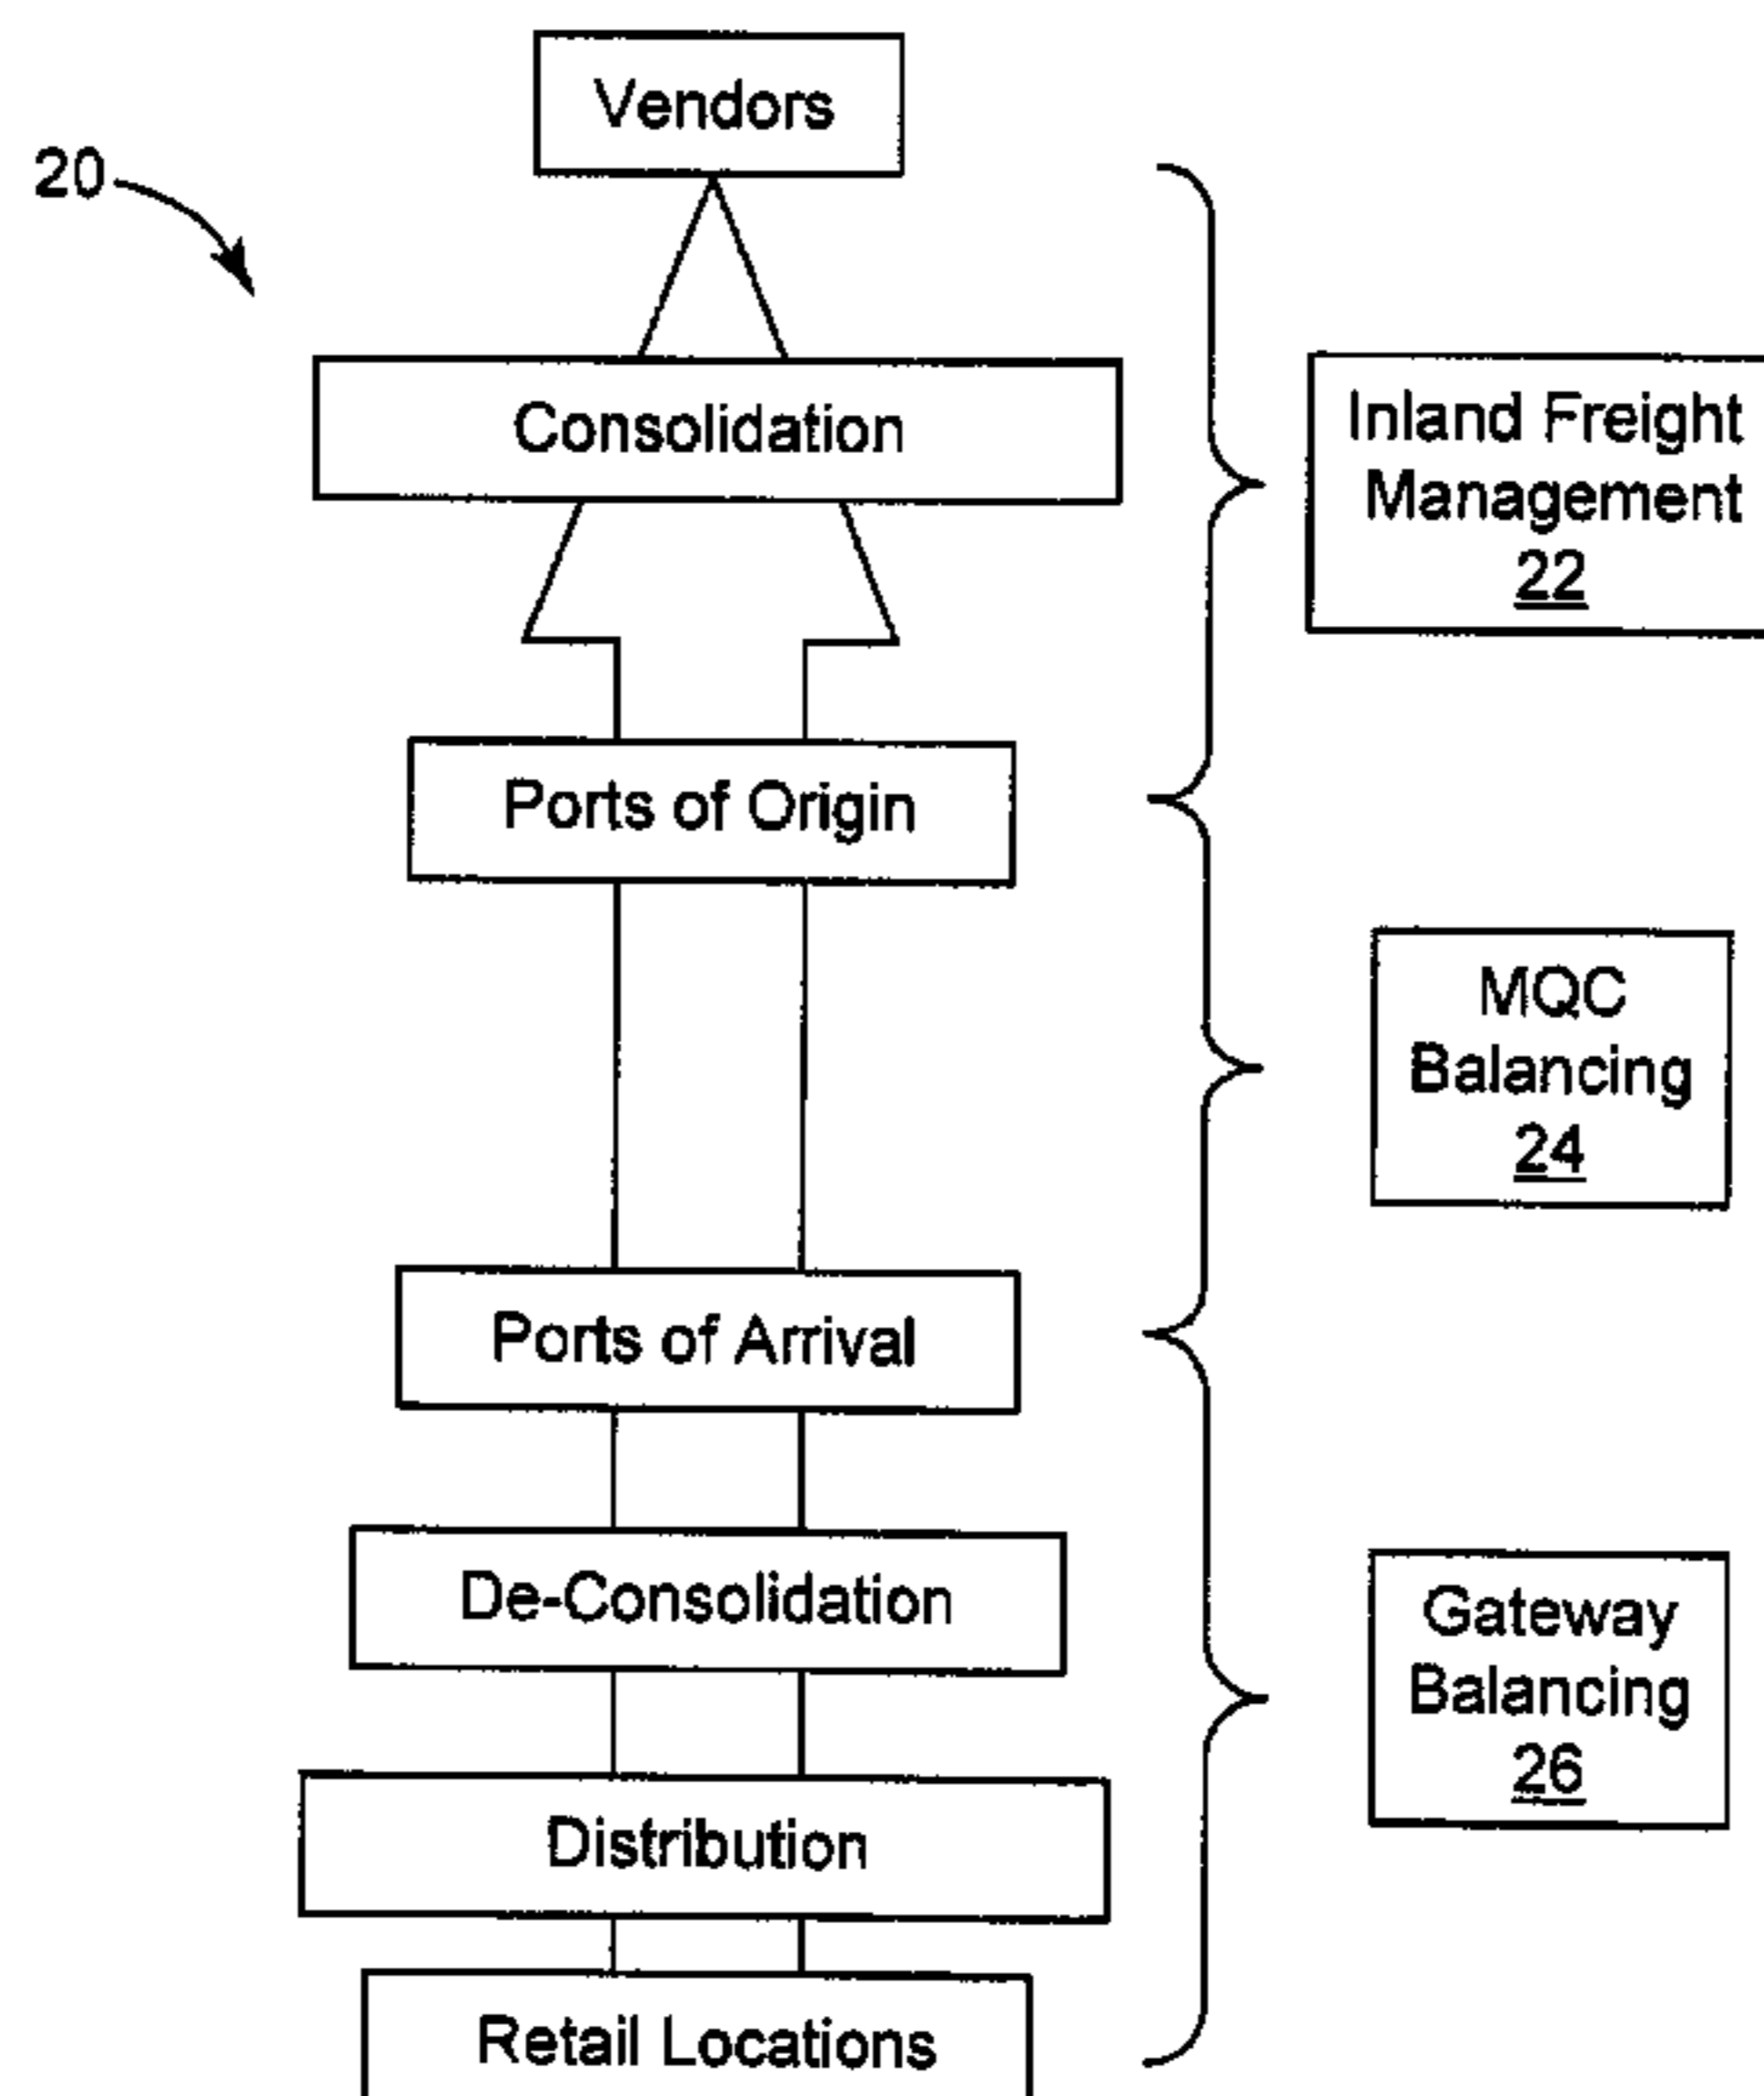 Vendors
20
Consolidation
Inland Freight
Management
22
Ports of Origin
MQC
Balancing
24
Ports of Arrival
De-Consolidation
Gateway
Balancing
26
Distribution
Retail Locations